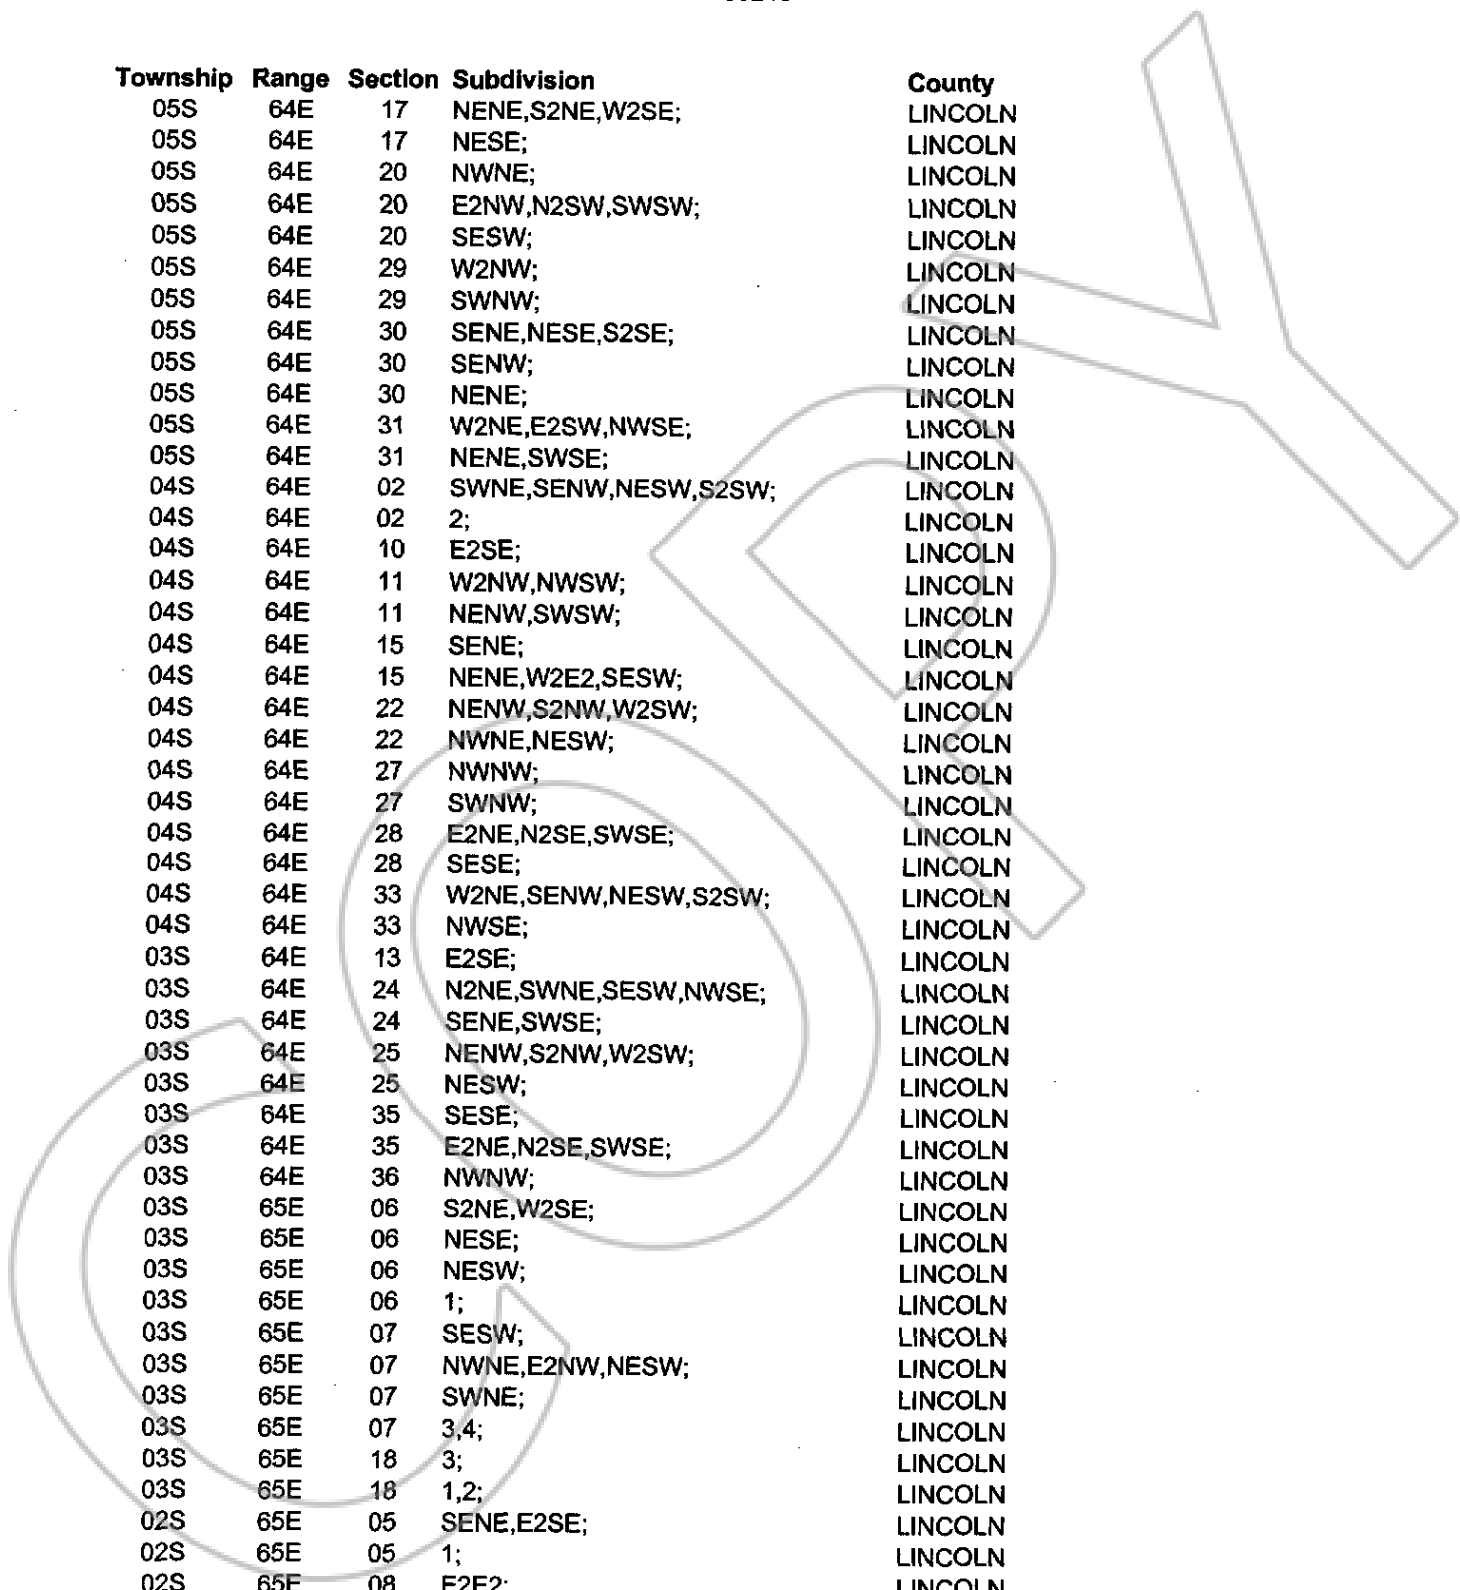 Township Range Section Subdivision County
05S 64E 17 NENE,S2NE,W2SE; LINCOLN
05S 64E 17 NESE; LINCOLN
05S 64E 20 NWNE; LINCOLN
05S 64E 20 E2NW,N2SW,SWSW; LINCOLN
05S 64E 20 SESW; LINCOLN
05S 64E 29 W2NW; LINCOLN
05S 64E 29 SWNW; LINCOLN
05S 64E 30 SENE,NESE,S2SE; LINCOLN
05S 64E 30 SENW; LINCOLN
05S 64E 30 NENE; LINCOLN
05S 64E 31 W2NE,E2SW,NWSE; LINCOLN
05S 64E 31 NENE,SWSE; LINCOLN
04S 64E 02 SWNE,SENW,NESW,S2SW; LINCOLN
04S 64E 02 2; LINCOLN
04S 64E 10 E2SE; LINCOLN
04S 64E 11 W2NW,NWSW; LINCOLN
04S 64E 11 NENW,SWSW; LINCOLN
04S 64E 15 SENE; LINCOLN
04S 64E 15 NENE,W2E2,SESW; LINCOLN
04S 64E 22 NENW,S2NW,W2SW; LINCOLN
04S 64E 22 NWNE,NESW; LINCOLN
04S 64E 27 NWNW; LINCOLN
04S 64E 27 SWNW; LINCOLN
04S 64E 28 E2NE,N2SE,SWSE; LINCOLN
04S 64E 28 SESE; LINCOLN
04S 64E 33 W2NE,SENW,NESW,S2SW; LINCOLN
04S 64E 33 NWSE; LINCOLN
03S 64E 13 E2SE; LINCOLN
03S 64E 24 N2NE,SWNE,SESW,NWSE; LINCOLN
03S 64E 24 SENE,SWSE; LINCOLN
03S 64E 25 NENW,S2NW,W2SW; LINCOLN
03S 64E 25 NESW; LINCOLN
03S 64E 35 SESE; LINCOLN
03S 64E 35 E2NE,N2SE,SWSE; LINCOLN
03S 64E 36 NWNW; LINCOLN
03S 65E 06 S2NE,W2SE; LINCOLN
03S 65E 06 NESE; LINCOLN
03S 65E 06 NESW; LINCOLN
03S 65E 06 1; LINCOLN
03S 65E 07 SESW; LINCOLN
03S 65E 07 NWNE,E2NW,NESW; LINCOLN
03S 65E 07 SWNE; LINCOLN
03S 65E 07 3,4; LINCOLN
03S 65E 18 3; LINCOLN
03S 65E 18 1,2; LINCOLN
02S 65E 05 SENE,E2SE; LINCOLN
02S 65E 05 1; LINCOLN
02S 65E 08 E2E2; LINCOLN
COPY